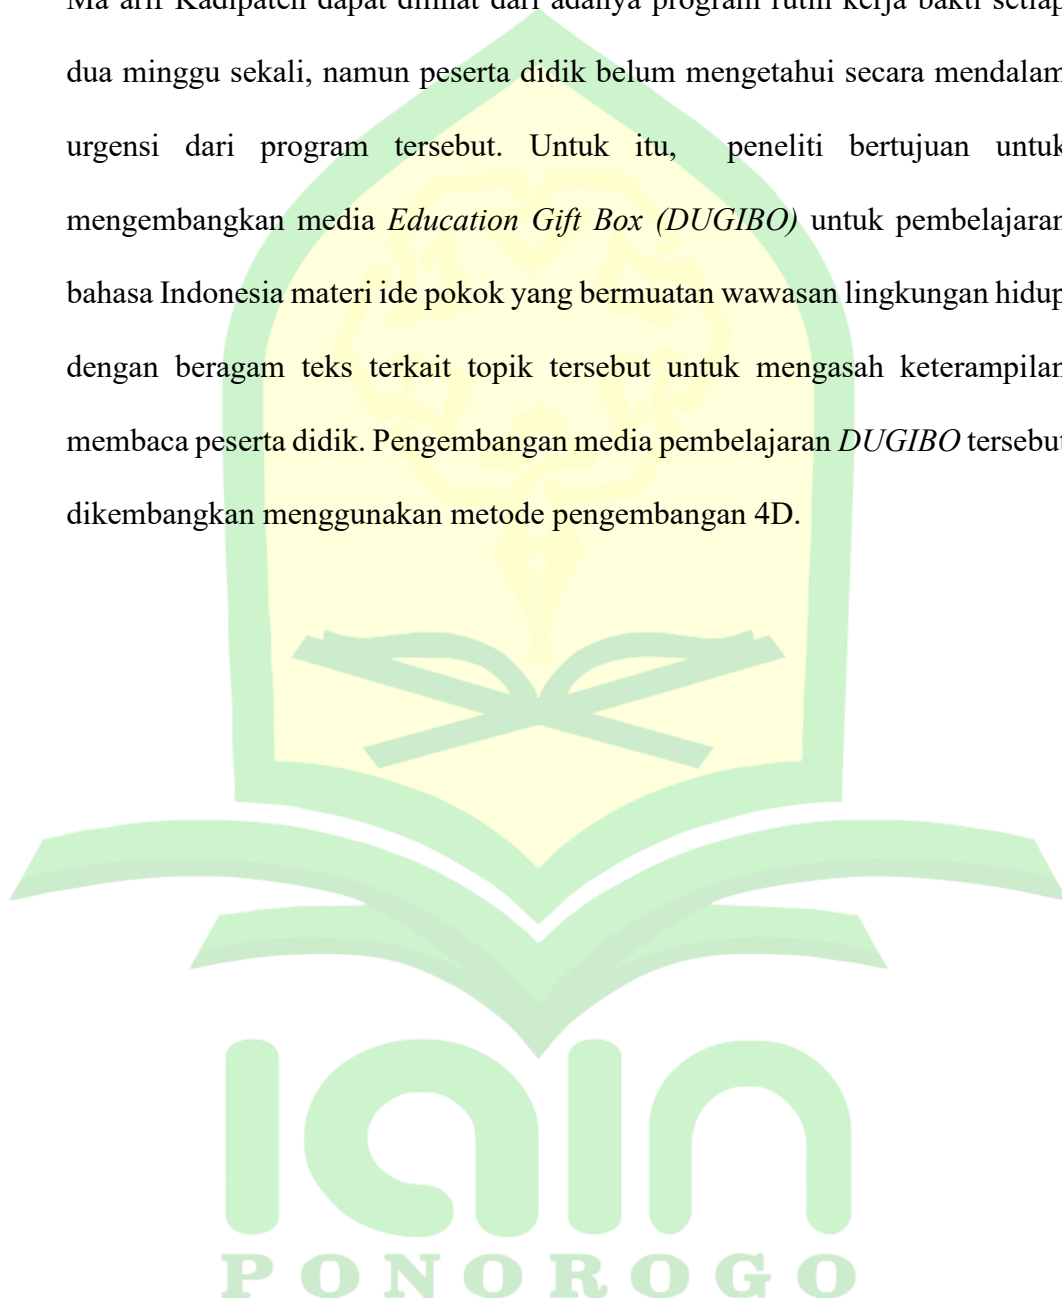 Ma'arif Kadipaten dapat dilihat dari adanya program rutin kerja bakti setiap
dua minggu sekali, namun peserta didik belum mengetahui secara mendalam
urgensi dari program tersebut. Untuk itu, peneliti bertujuan untuk
mengembangkan media Education Gift Box (DUGIBO) untuk pembelajaran
bahasa Indonesia materi ide pokok yang bermuatan wawasan lingkungan hidup
dengan beragam teks terkait topik tersebut untuk mengasah keterampilan
membaca peserta didik. Pengembangan media pembelajaran DUGIBO tersebut
dikembangkan menggunakan metode pengembangan 4D.
iain
PONOROGO